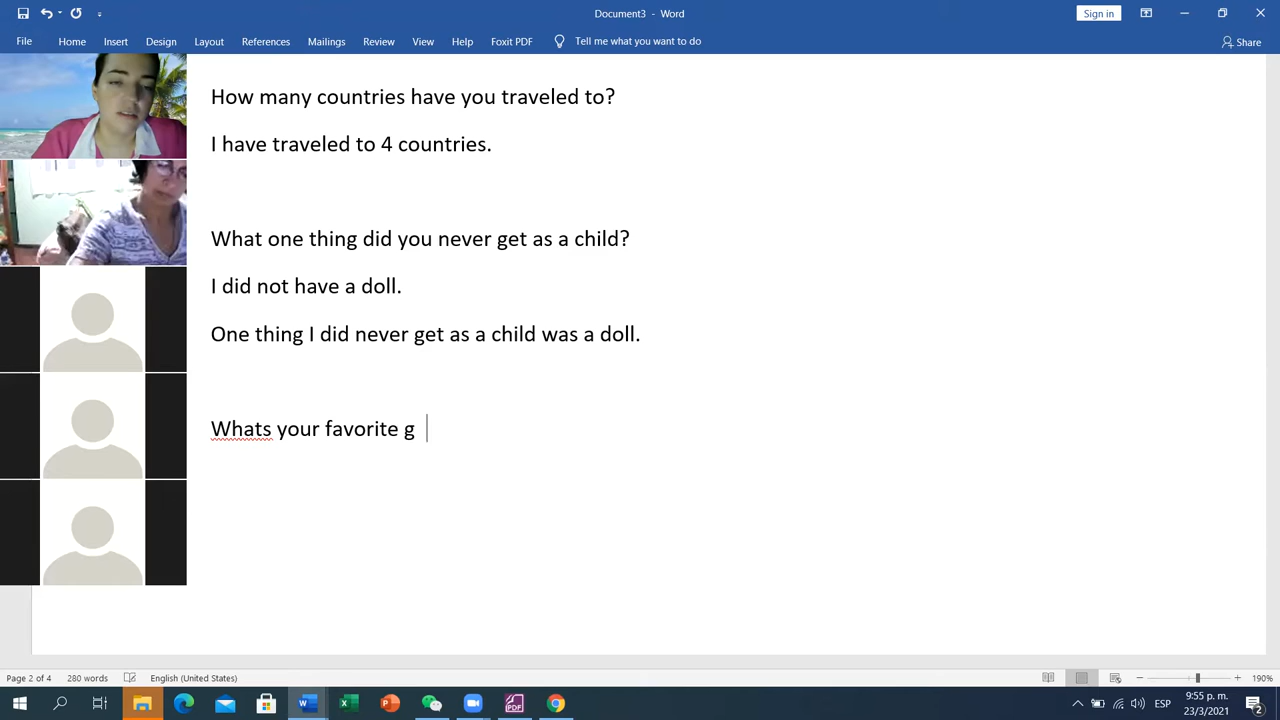 Document3 - Word
Sign in
File Home Insert Design Layout References Mailings Review View Help Foxit PDF Tell me what you want to do Share
How many countries have you traveled to?
I have traveled to 4 countries.
What one thing did you never get as a child?
I did not have a doll.
One thing I did never get as a child was a doll.
Whats your favorite g
Page 2 of 4 280 words English (United States) 190%
ESP
9:55 p. m.
23/3/2021
2